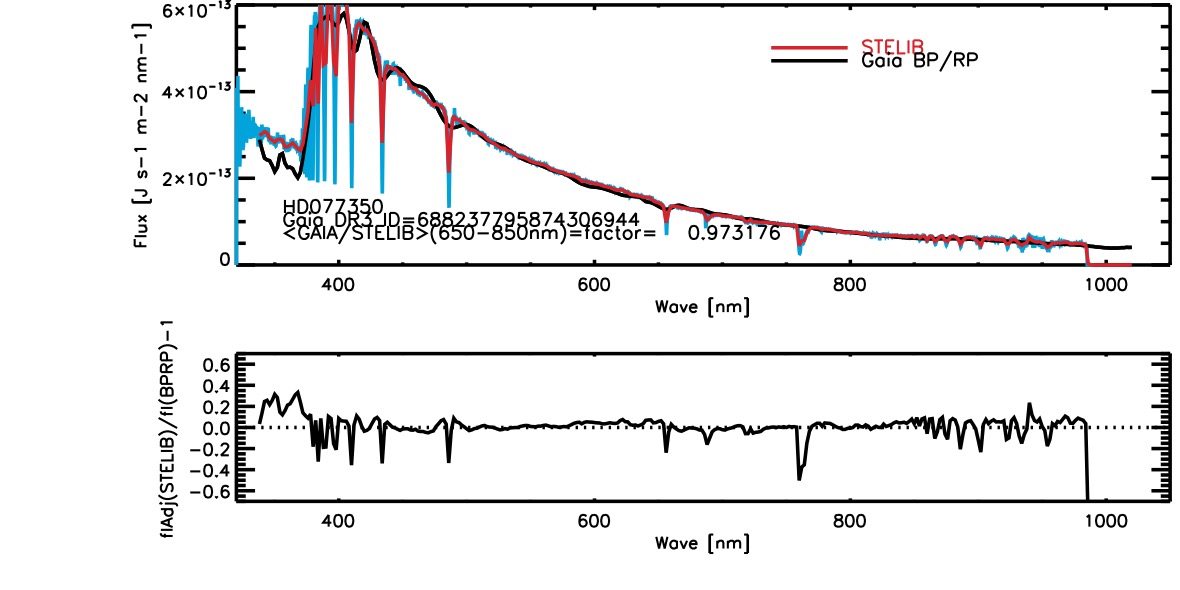 6×10−13
4×10−13
2×10−13
0
Flux [J s−1 m−2 nm−1]
STELIB
Gaia BP/RP
HD077350
Gaia DR3 ID=6882377958743069​44
<GAIA/STELIB>(650−850nm)=factor= 0.973176
400 600 800 1000
Wave [nm]
flAdj(STELIB)/fl(BPRP)−1
0.6
0.4
0.2
0.0
−0.2
−0.4
−0.6
400 600 800 1000
Wave [nm]